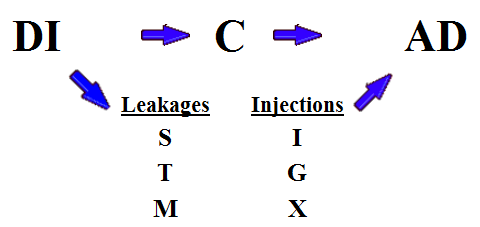 DI C AD
Leakages Injections
S I
T G
M X